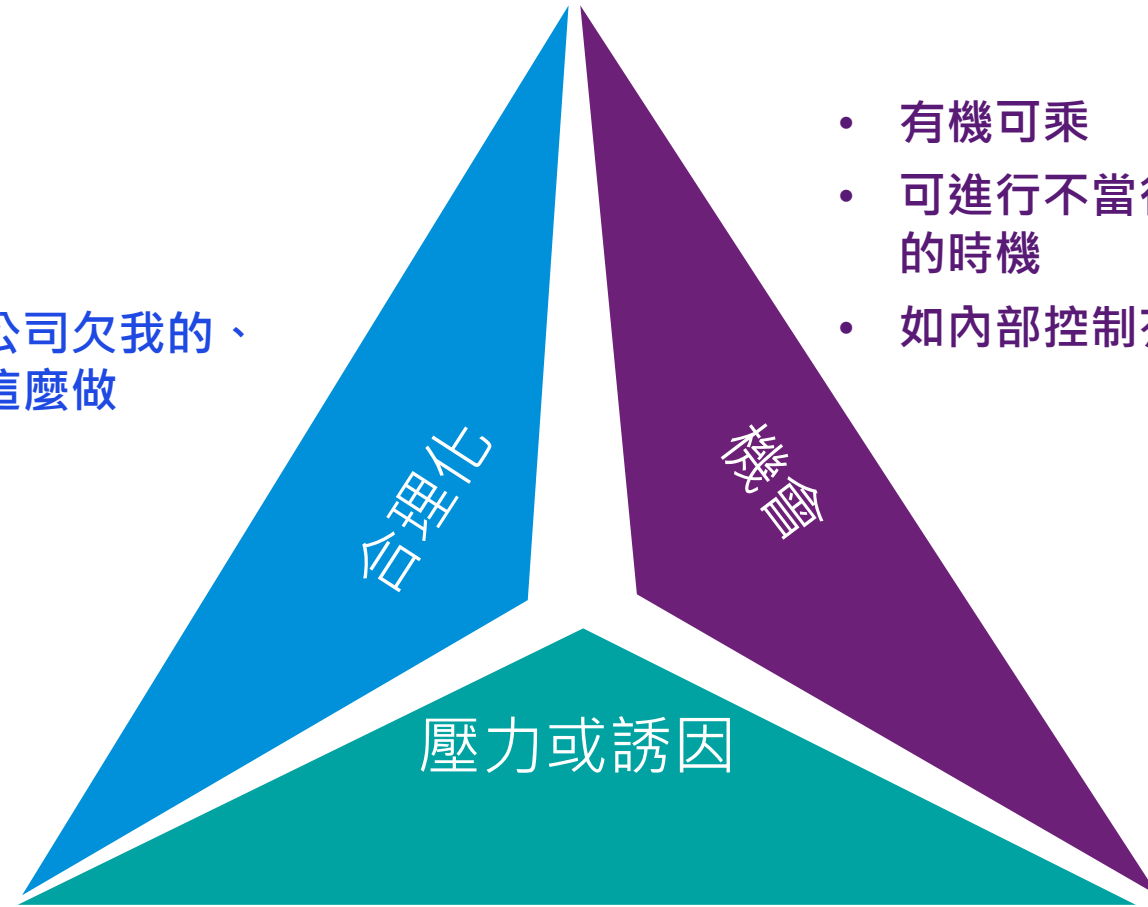 • 有機可乘
• 可進行不當
的時機
• 如內部控制
公司欠我的、
這麼做
合理化
機會
壓力或誘因